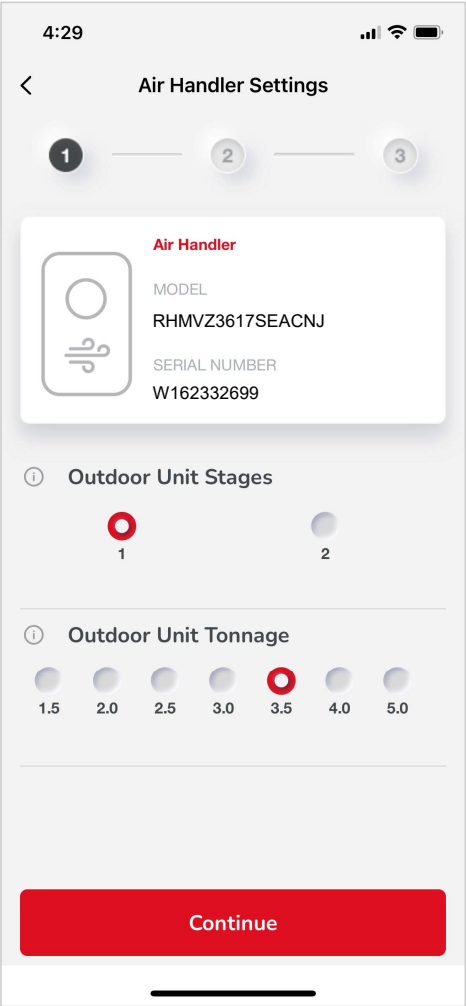 4:29
Air Handler Settings
1 2 3
Air Handler
MODEL
RHMVZ3617SEACNJ
SERIAL NUMBER
W162332699
Outdoor Unit Stages
1 2
Outdoor Unit Tonnage
1.5 2.0 2.5 3.0 3.5 4.0 5.0
Continue